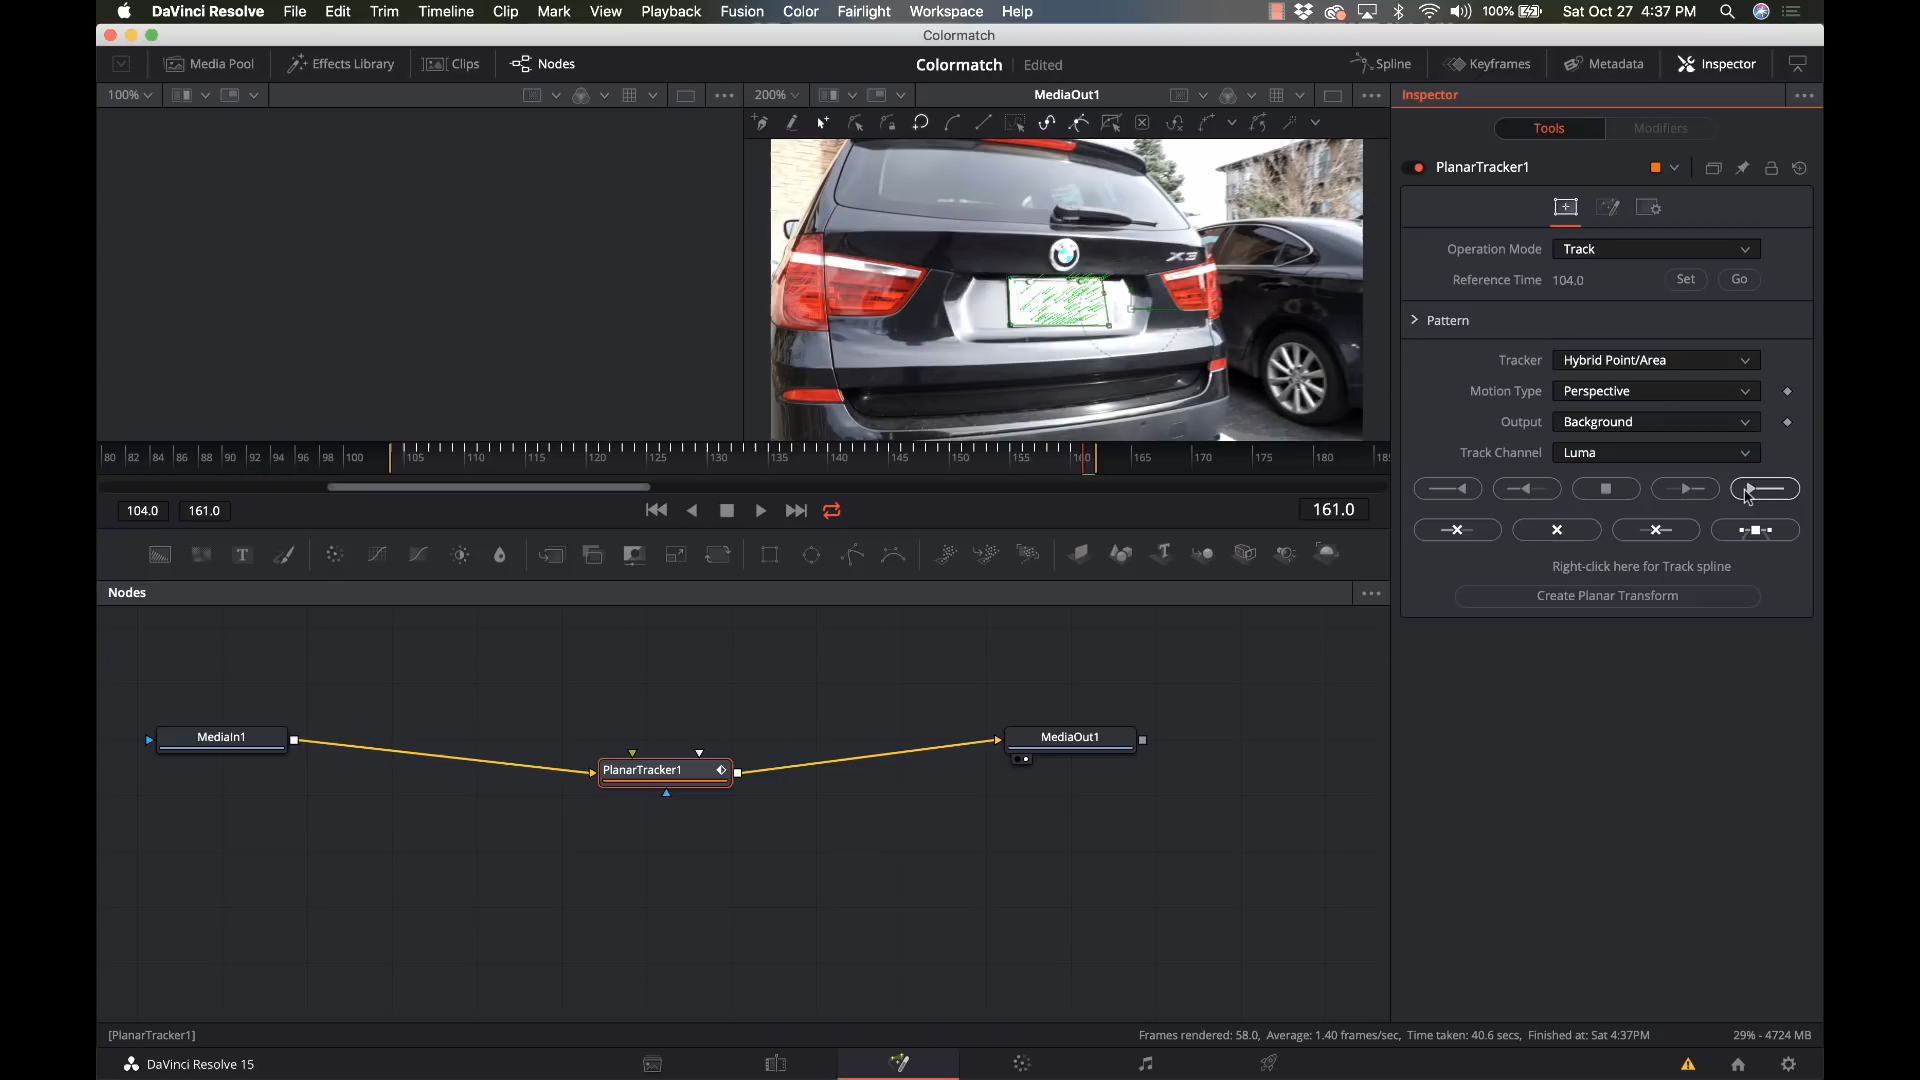 DaVinci Resolve File Edit Trim Timeline Clip Mark View Playback Fusion Color Fairlight Workspace Help 100% Sat Oct 27 4:37 PM
Colormatch
Media Pool Effects Library Clips Nodes Colormatch Edited Spline Keyframes Metadata Inspector
100% 200% MediaOut1 Inspector
Tools Modifiers
PlanarTracker1
Operation Mode Track
Reference Time 104.0 Set Go
Pattern
Tracker Hybrid Point/Area
Motion Type Perspective
Output Background
Track Channel Luma
X3
80 82 84 86 88 90 92 94 96 98 100 105 110 115 120 125 130 135 140 145 150 155 160 165 170 175 180 185
104.0 161.0 161.0
Right-click here for Track spline
Create Planar Transform
Nodes
MediaIn1
PlanarTracker1
MediaOut1
[PlanarTracker1] Frames rendered: 58.0, Average: 1.40 frames/sec, Time taken: 40.6 secs, Finished at: Sat 4:37PM 29% - 4724 MB
DaVinci Resolve 15